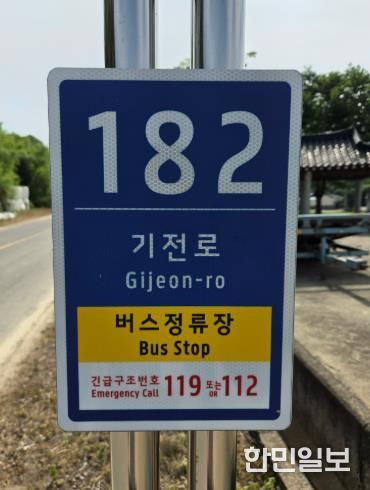 182
기전로
Gijeon-ro
버스정류장
Bus Stop
긴급구조번호 119 또는 112
Emergency Call OR
한민일보